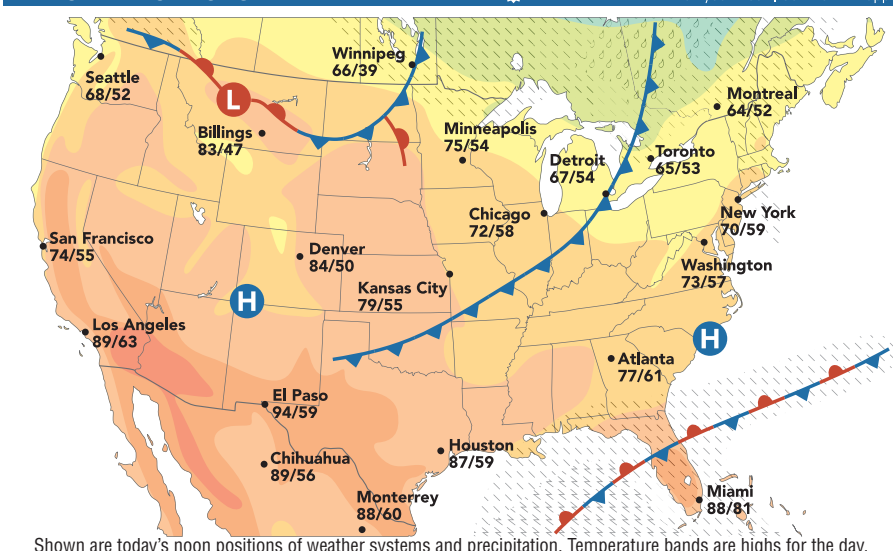 Winnipeg
66/39
Seattle
68/52
L
Montreal
64/52
Billings
83/47
Minneapolis
75/54
Detroit
67/54
Toronto
65/53
Chicago
72/58
New York
70/59
San Francisco
74/55
Denver
84/50
Washington
73/57
Kansas City
79/55
H
Los Angeles
89/63
H
Atlanta
77/61
El Paso
94/59
Houston
87/59
Chihuahua
89/56
Miami
88/81
Monterrey
88/60
Shown are today's noon positions of weather systems and precipitation. Temperature bands are highs for the day.